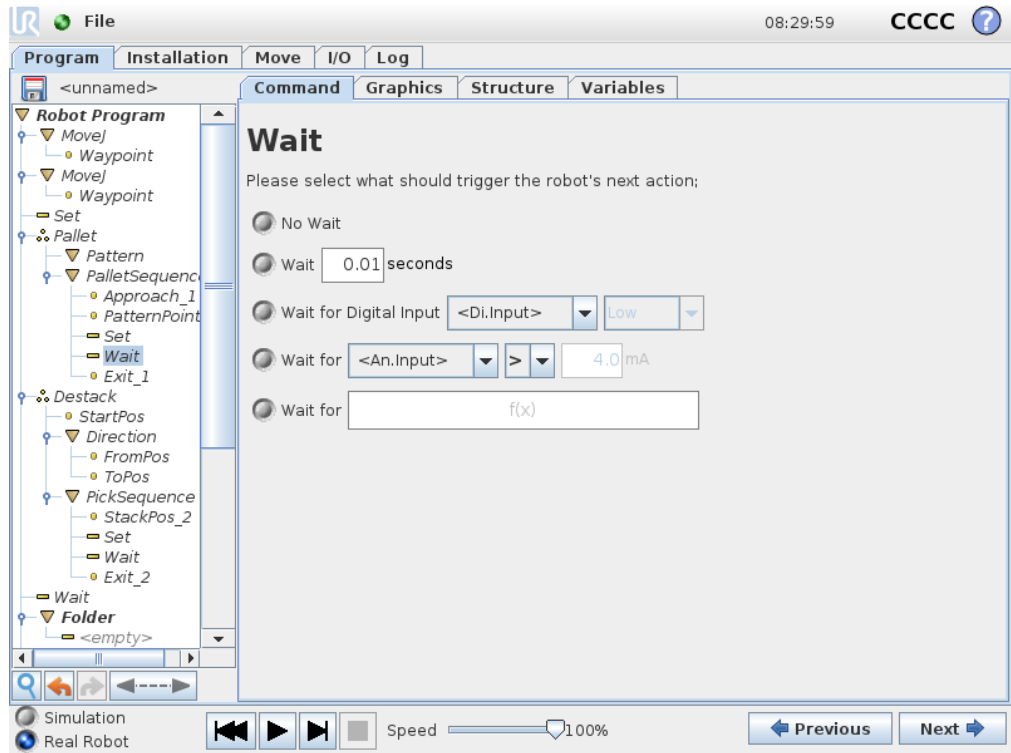 UR File 08:29:59 CCCC ?
Program Installation Move I/O Log
<unnamed> Command Graphics Structure Variables
Robot Program
MoveJ
Waypoint
MoveJ
Waypoint
Set
Pallet
Pattern
PalletSequenc
Approach_1
PatternPoint
Set
Wait
Exit_1
Destack
StartPos
Direction
FromPos
ToPos
PickSequence
StackPos_2
Set
Wait
Exit_2
Wait
Folder
<empty>
Wait
Please select what should trigger the robot's next action;
No Wait
Wait 0.01 seconds
Wait for Digital Input <Di.Input> Low
Wait for <An.Input> > 4.0 mA
Wait for f(x)
Simulation
Real Robot
Speed 100% Previous Next